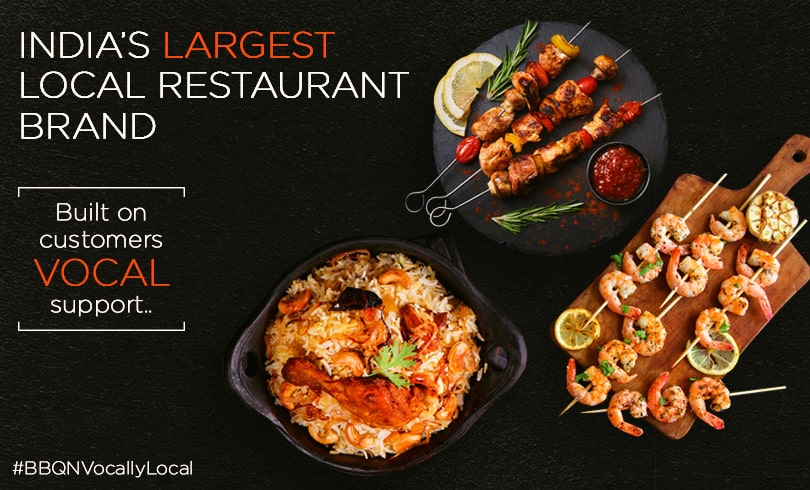 INDIA'S LARGEST
LOCAL RESTAURANT
BRAND
Built on
customers
VOCAL
support..
#BBQNVocallyLocal